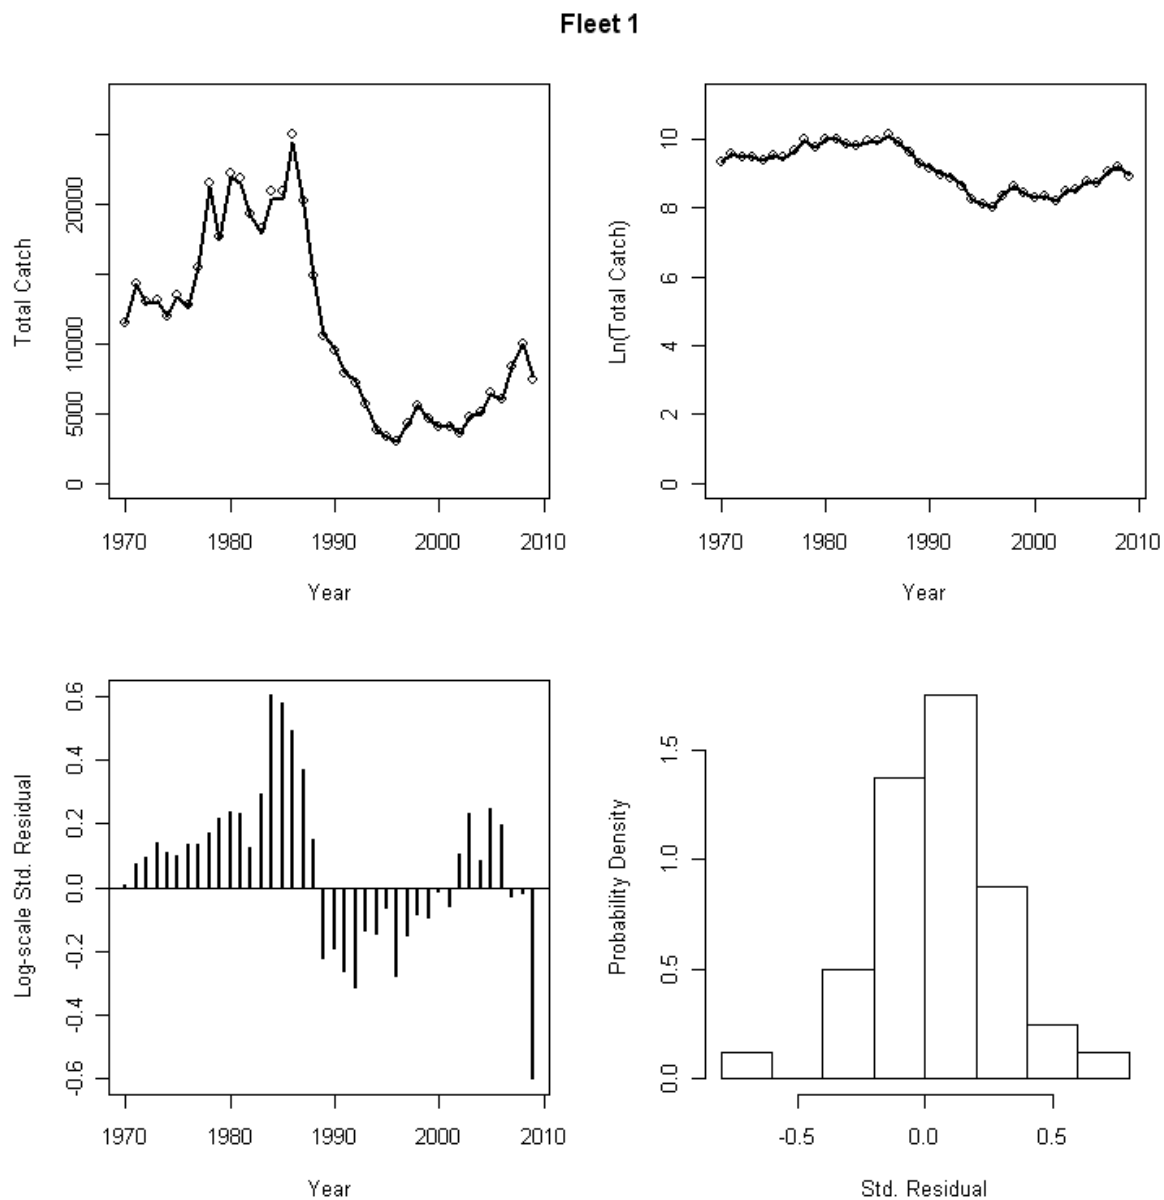 Fleet 1
Total Catch
20000
10000
5000
0
1970 1980 1990 2000 2010
Year
Ln(Total Catch)
10
8
6
4
2
0
1970 1980 1990 2000 2010
Year
Log-scale Std. Residual
0.6
0.4
0.2
0.0
-0.2
-0.4
-0.6
1970 1980 1990 2000 2010
Year
Probability Density
1.5
1.0
0.5
0.0
-0.5 0.0 0.5
Std. Residual